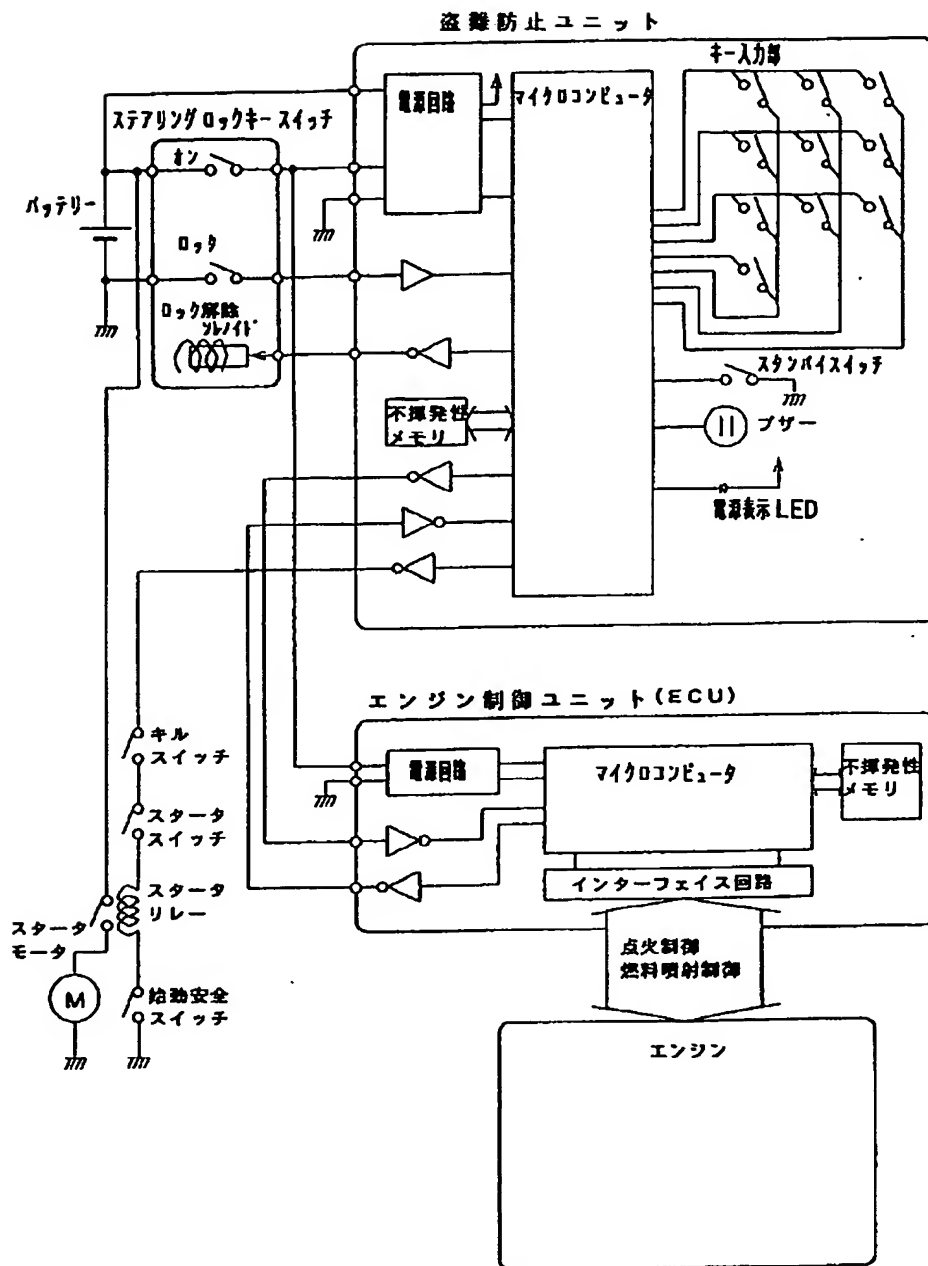 盗難防止ユニット
キー入力部
電源回路
マイクロコンピュータ
ステアリングロックキースイッチ
オン
バッテリー
ロック
ロック解除
ソレノイド
スタンバイスイッチ
不揮発性
メモリ
ブザー
電源表示LED
エンジン制御ユニット(ECU)
キル
スイッチ
電源回路
マイクロコンピュータ
不揮発性
メモリ
スタータ
スイッチ
スタータ
リレー
インターフェイス回路
スタータ
モータ
点火制御
燃料噴射制御
M
始動安全
スイッチ
エンジン